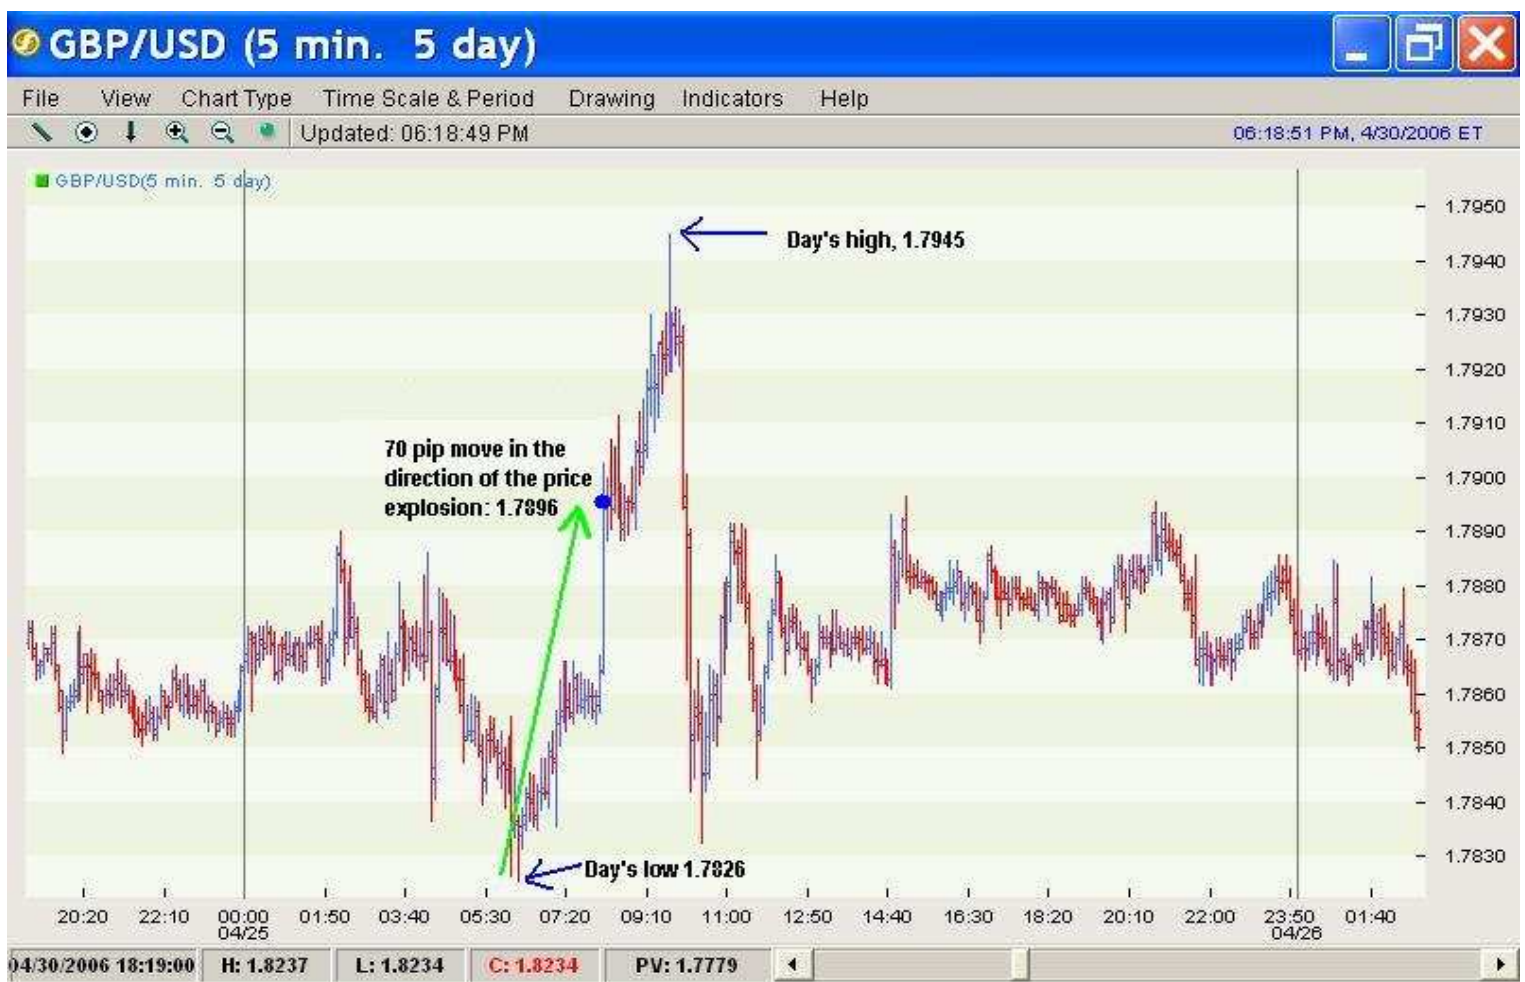 GBP/USD (5 min. 5 day)
File View Chart Type Time Scale & Period Drawing Indicators Help
Updated: 06:18:49 PM
06:18:51 PM, 4/30/2006 ET
GBP/USD(5 min. 5 day)
1.7950
Day's high, 1.7945
1.7940
1.7930
1.7920
1.7910
70 pip move in the
direction of the price
explosion: 1.7896
1.7900
1.7890
1.7880
1.7870
1.7860
1.7850
1.7840
1.7830
Day's low 1.7826
20:20 22:10 00:00 01:50 03:40 05:30 07:20 09:10 11:00 12:50 14:40 16:30 18:20 20:10 22:00 23:50 01:40
04/25 04/26
04/30/2006 18:19:00 H: 1.8237 L: 1.8234 C: 1.8234 PV: 1.7779